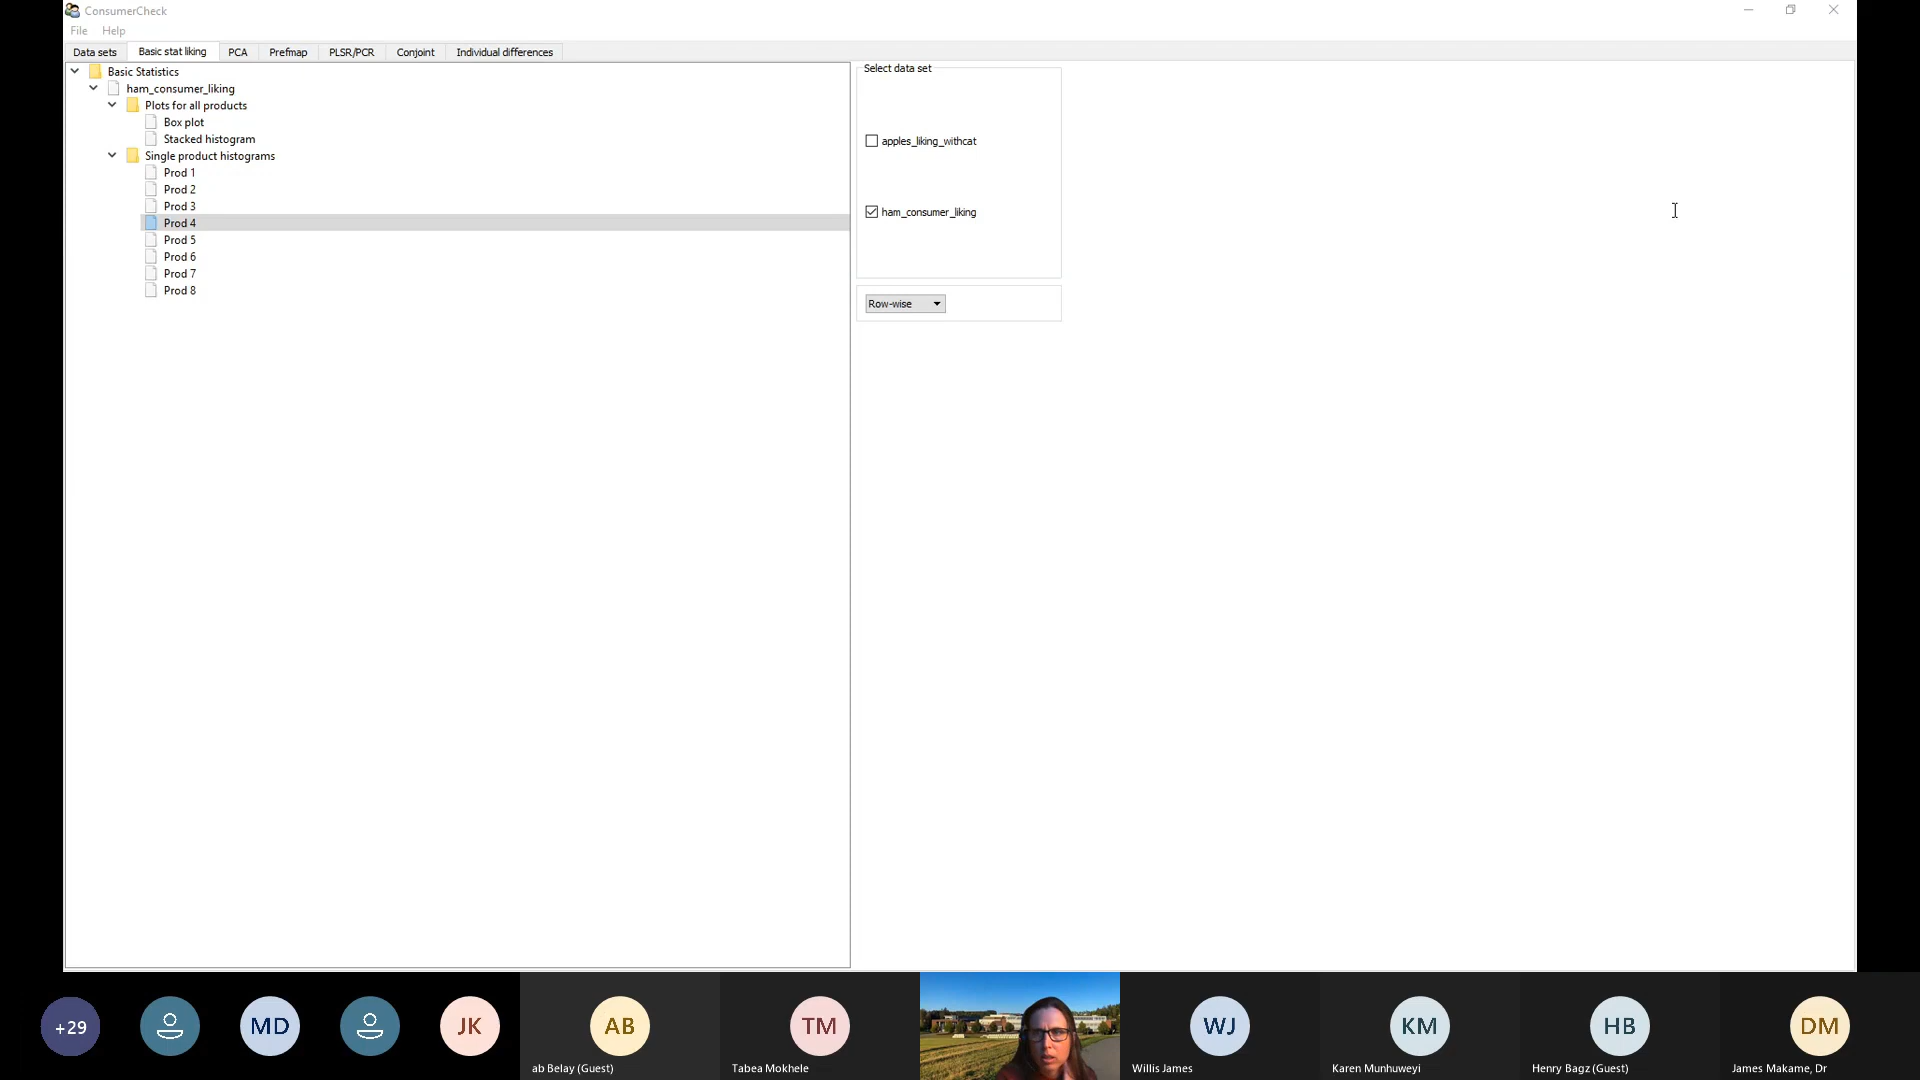 ConsumerCheck
File Help
Data sets Basic stat liking PCA Prefmap PLSR/PCR Conjoint Individual differences
Basic Statistics
ham_consumer_liking
Plots for all products
Box plot
Stacked histogram
Single product histograms
Prod 1
Prod 2
Prod 3
Prod 4
Prod 5
Prod 6
Prod 7
Prod 8
Select data set
apples_liking_withcat
ham_consumer_liking
Row-wise
+29
MD
JK
AB
ab Belay (Guest)
TM
Tabea Mokhele
WJ
Willis James
KM
Karen Munhuweyi
HB
Henry Bagz (Guest)
DM
James Makame, Dr